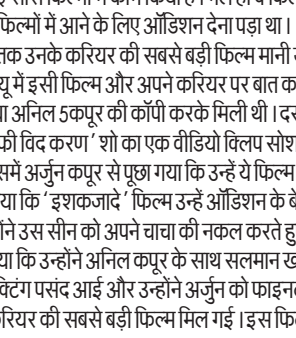 फिल्मों में आने के लिए ऑडिशन देना पड़ा था।
तक उनके करियर की सबसे बड़ी फिल्म मानी
यू में इसी फिल्म और अपने करियर पर बात क
अनिल 5कपूर की कॉपी करके मिली थी।दस
फी विद करण ' शो का एक वीडियो क्लिप सोश
समें अर्जुन कपूर से पूछा गया कि उन्हें ये फिल्म
या कि ' इशकजादे ' फिल्म उन्हें ऑडिशन के बे
ोंने उस सीन को अपने चाचा की नकल करते हु
या कि उन्होंने अनिल कपूर के साथ सलमान ख
क्टिंग पसंद आई और उन्होंने अर्जुन को फाइन
रियर की सबसे बड़ी फिल्म मिल गई ।इस फि